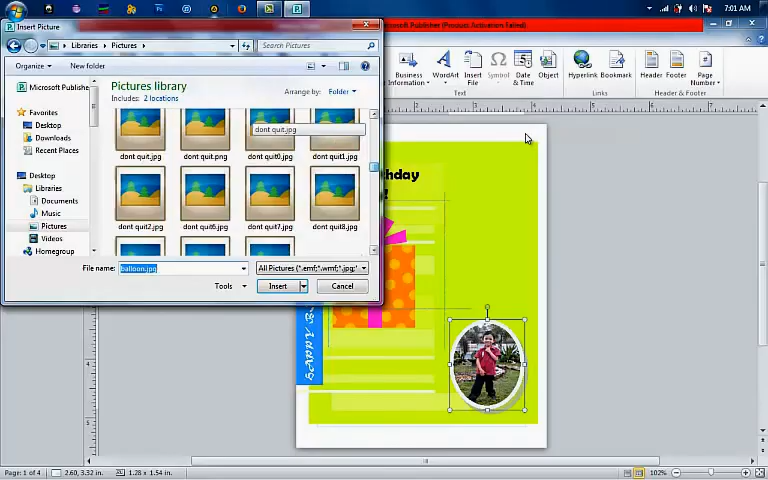 7:01 AM
Insert Picture
Microsoft Publisher (Product Activation Failed)
Libraries
Pictures
Search Pictures
Organize
New folder
Microsoft Publishe
Favorites
Desktop
Downloads
Recent Places
Desktop
Libraries
Documents
Music
Pictures
Videos
Homegroup
Pictures library
Includes: 2 locations
Arrange by: Folder
dont quit.jpg
dont quit.jpg
dont quit.png
dont quit0.jpg
dont quit1.jpg
dont quit2.jpg
dont quit6.jpg
dont quit7.jpg
dont quit8.jpg
File name:
balloon.jpg
All Pictures (*.emf;*.wmf;*.jpg;*
Tools
Insert
Cancel
Business Information
WordArt
Insert File
Symbol
Date & Time
Object
Hyperlink
Bookmark
Header
Footer
Page Number
Text
Links
Header & Footer
thday
!
Page: 1 of 4
2.60, 3.32 in.
1.28 x 1.54 in.
102%